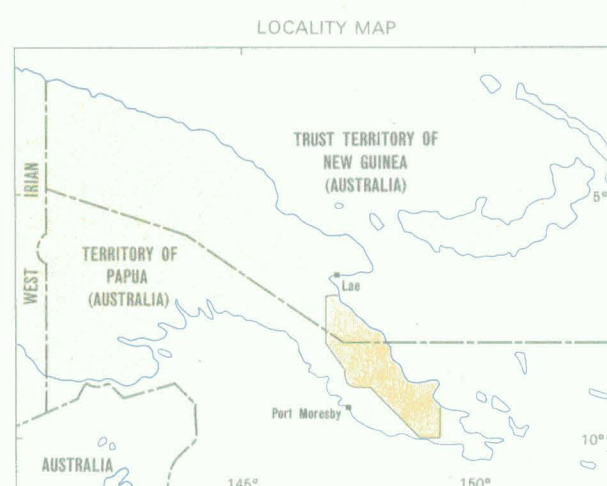 LOCALITY MAP
TRUST TERRITORY OF
NEW GUINEA
(AUSTRALIA)
5°
WEST IRIAN
TERRITORY OF
PAPUA
(AUSTRALIA)
Lae
Port Moresby
10°
AUSTRALIA
145°
150°